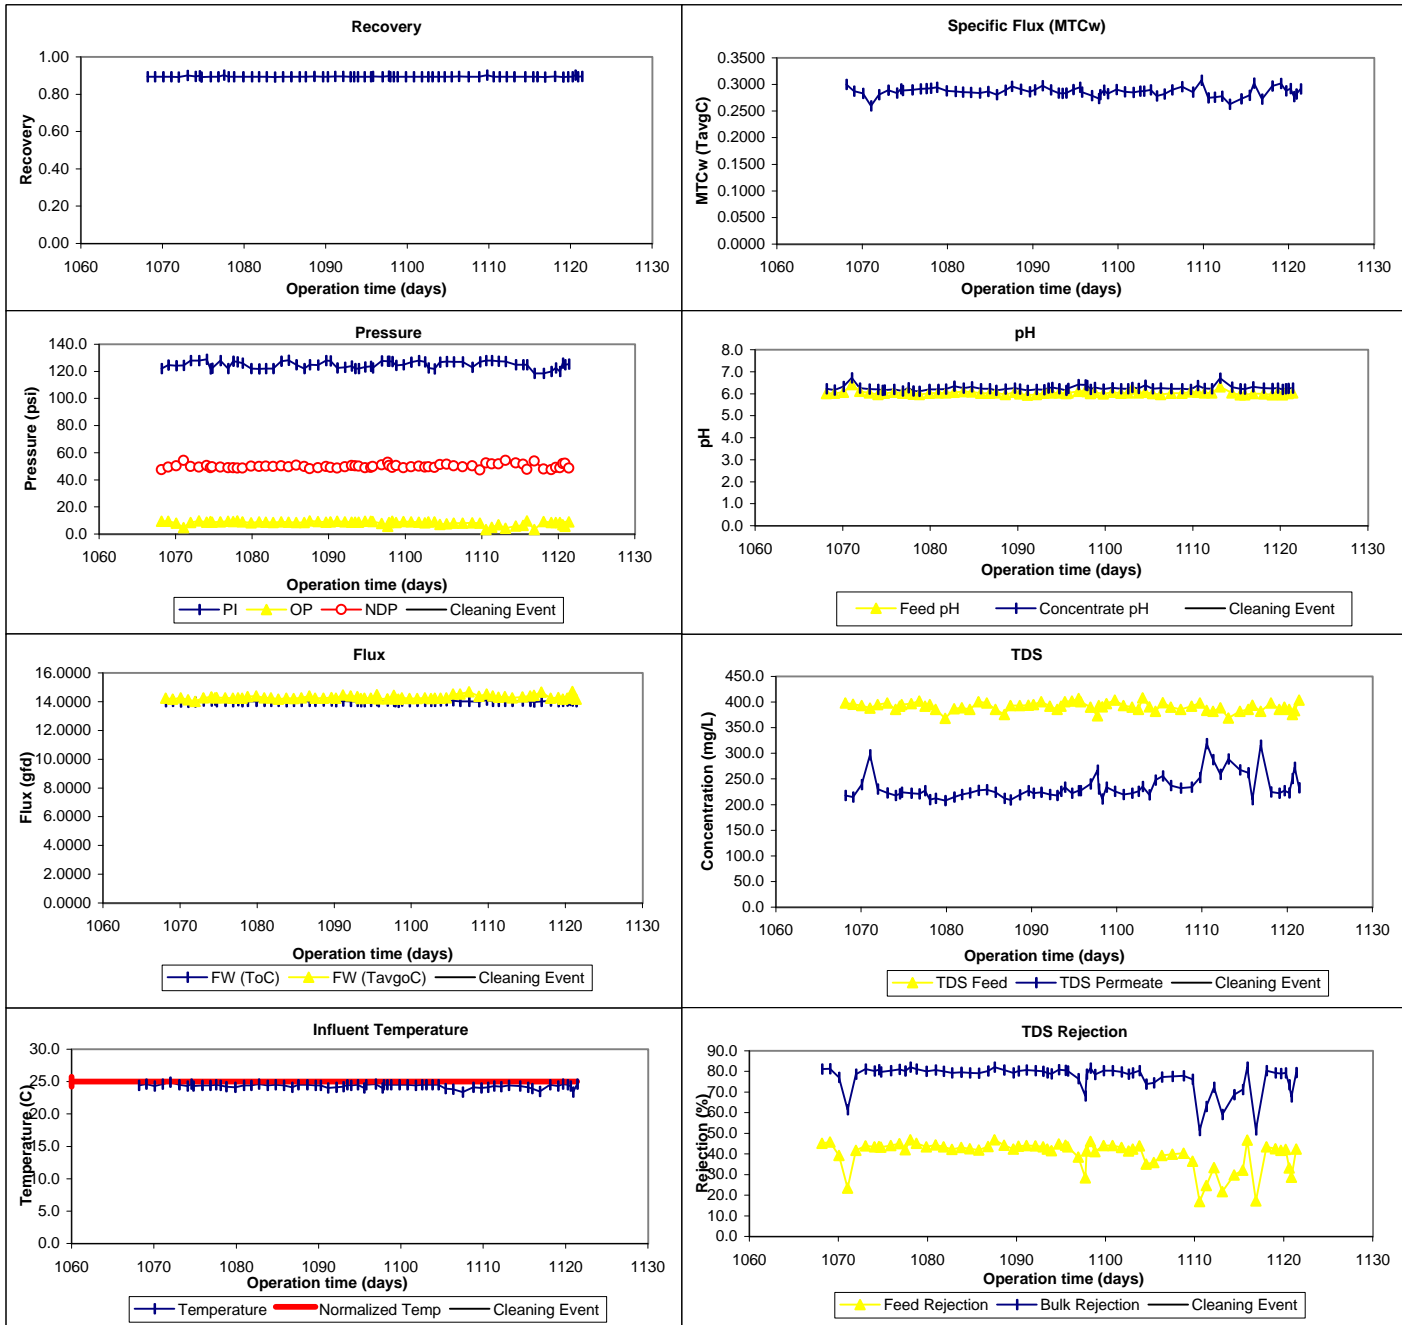 Recovery
1.00
0.80
0.60
0.40
0.20
0.00
Recovery
1060 1070 1080 1090 1100 1110 1120 1130
Operation time (days)
Specific Flux (MTCw)
0.3500
0.3000
0.2500
0.2000
0.1500
0.1000
0.0500
0.0000
MTCw (TavgC)
1060 1070 1080 1090 1100 1110 1120 1130
Operation time (days)
Pressure
140.0
120.0
100.0
80.0
60.0
40.0
20.0
0.0
Pressure (psi)
1060 1070 1080 1090 1100 1110 1120 1130
Operation time (days)
PI OP NDP Cleaning Event
pH
8.0
7.0
6.0
5.0
4.0
3.0
2.0
1.0
0.0
pH
1060 1070 1080 1090 1100 1110 1120 1130
Operation time (days)
Feed pH Concentrate pH Cleaning Event
Flux
16.0000
14.0000
12.0000
10.0000
8.0000
6.0000
4.0000
2.0000
0.0000
Flux (gfd)
1060 1070 1080 1090 1100 1110 1120 1130
Operation time (days)
FW (ToC) FW (TavgoC) Cleaning Event
TDS
450.0
400.0
350.0
300.0
250.0
200.0
150.0
100.0
50.0
0.0
Concentration (mg/L)
1060 1070 1080 1090 1100 1110 1120 1130
Operation time (days)
TDS Feed TDS Permeate Cleaning Event
Influent Temperature
30.0
25.0
20.0
15.0
10.0
5.0
0.0
Temperature (C)
1060 1070 1080 1090 1100 1110 1120 1130
Operation time (days)
Temperature Normalized Temp Cleaning Event
TDS Rejection
90.0
80.0
70.0
60.0
50.0
40.0
30.0
20.0
10.0
0.0
Rejection (%)
1060 1070 1080 1090 1100 1110 1120 1130
Operation time (days)
Feed Rejection Bulk Rejection Cleaning Event